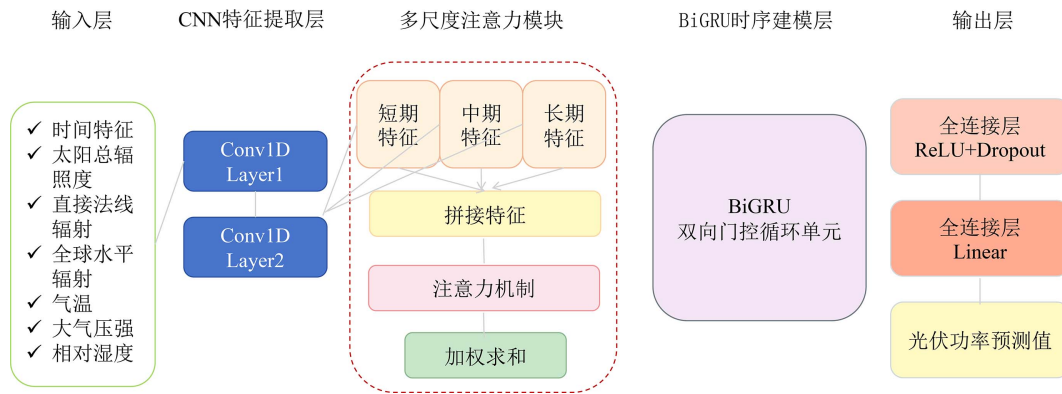 输入层
CNN特征提取层
多尺度注意力模块
BiGRU时序建模层
输出层
✓ 时间特征
✓ 太阳总辐
照度
✓ 直接法线
辐射
✓ 全球水平
辐射
✓ 气温
✓ 大气压强
✓ 相对湿度
Conv1D
Layer1
Conv1D
Layer2
短期
特征
中期
特征
长期
特征
拼接特征
注意力机制
加权求和
BiGRU
双向门控循环单元
全连接层
ReLU+Dropout
全连接层
Linear
光伏功率预测值